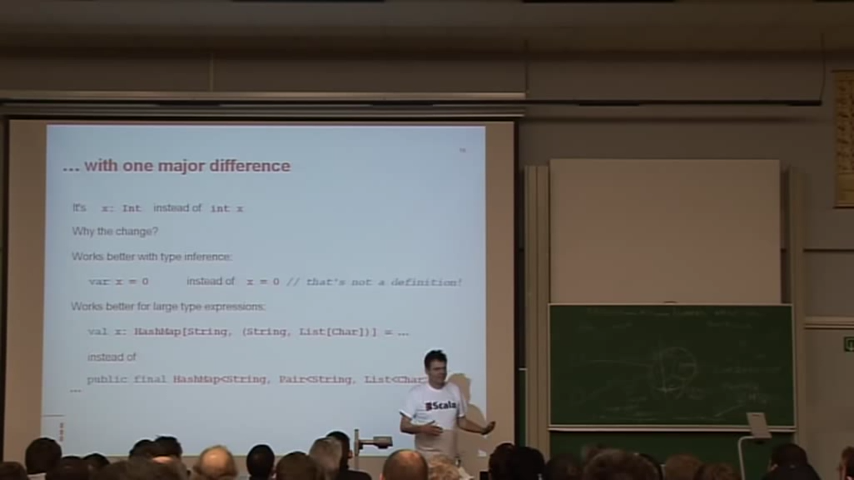 ... with one major difference
It's x: Int instead of int x
Why the change?
Works better with type inference:
var x = 0 instead of x = 0 // that's not a definition!
Works better for large type expressions:
val x: HashMap[String, (String, List[Char])] = ...
instead of
public final HashMap<String, Pair<String, List<Char
...
Scala